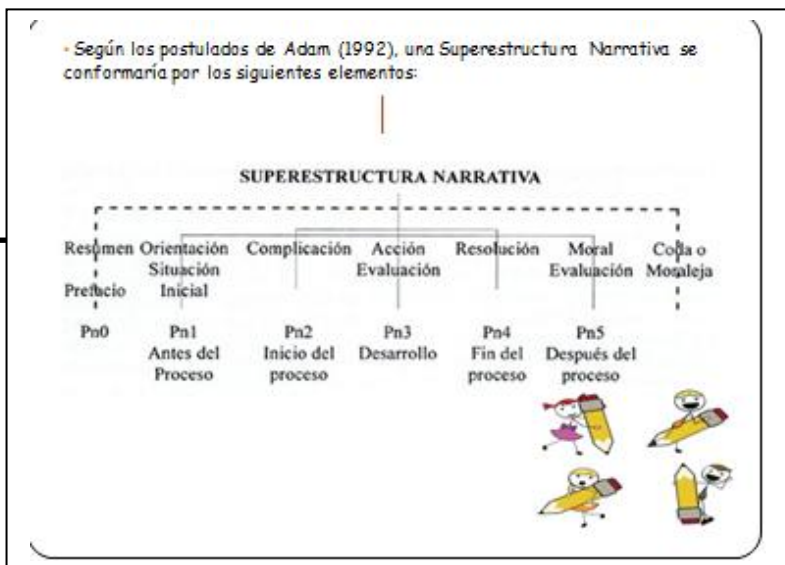 • Según los postulados de Adam (1992), una Superestructura Narrativa se
conformaría por los siguientes elementos:
SUPERESTRUCTURA NARRATIVA
Resumen Orientación Complicación Acción Resolución Moral Coda o
Situación Evaluación Evaluación Moraleja
Prefacio Inicial
Pn0 Pn1 Pn2 Pn3 Pn4 Pn5
Antes del Inicio del Desarrollo Fin del Después del
Proceso proceso proceso proceso